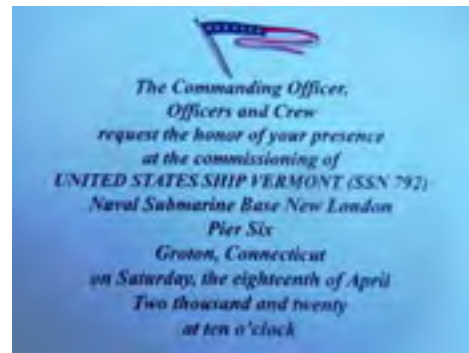 The Commanding Officer,
Officers and Crew
request the honor of your presence
at the commissioning of
UNITED STATES SHIP VERMONT (SSN 792)
Naval Submarine Base New London
Pier Six
Groton, Connecticut
on Saturday, the eighteenth of April
Two thousand and twenty
at ten o'clock